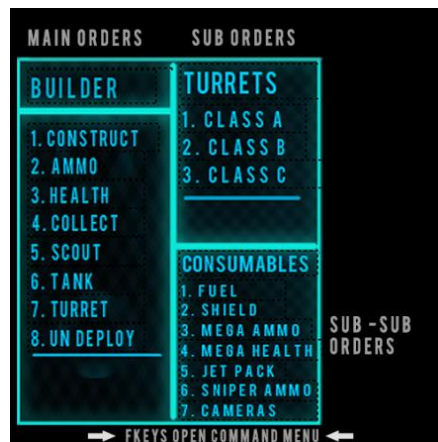 MAIN ORDERS
SUB ORDERS
BUILDER
1. CONSTRUCT
2. AMMO
3. HEALTH
4. COLLECT
5. SCOUT
6. TANK
7. TURRET
8. UN DEPLOY
TURRETS
1. CLASS A
2. CLASS B
3. CLASS C
CONSUMABLES
1. FUEL
2. SHIELD
3. MEGA AMMO
4. MEGA HEALTH
5. JET PACK
6. SNIPER AMMO
7. CAMERAS
SUB -SUB
ORDERS
FKEYS OPEN COMMAND MENU